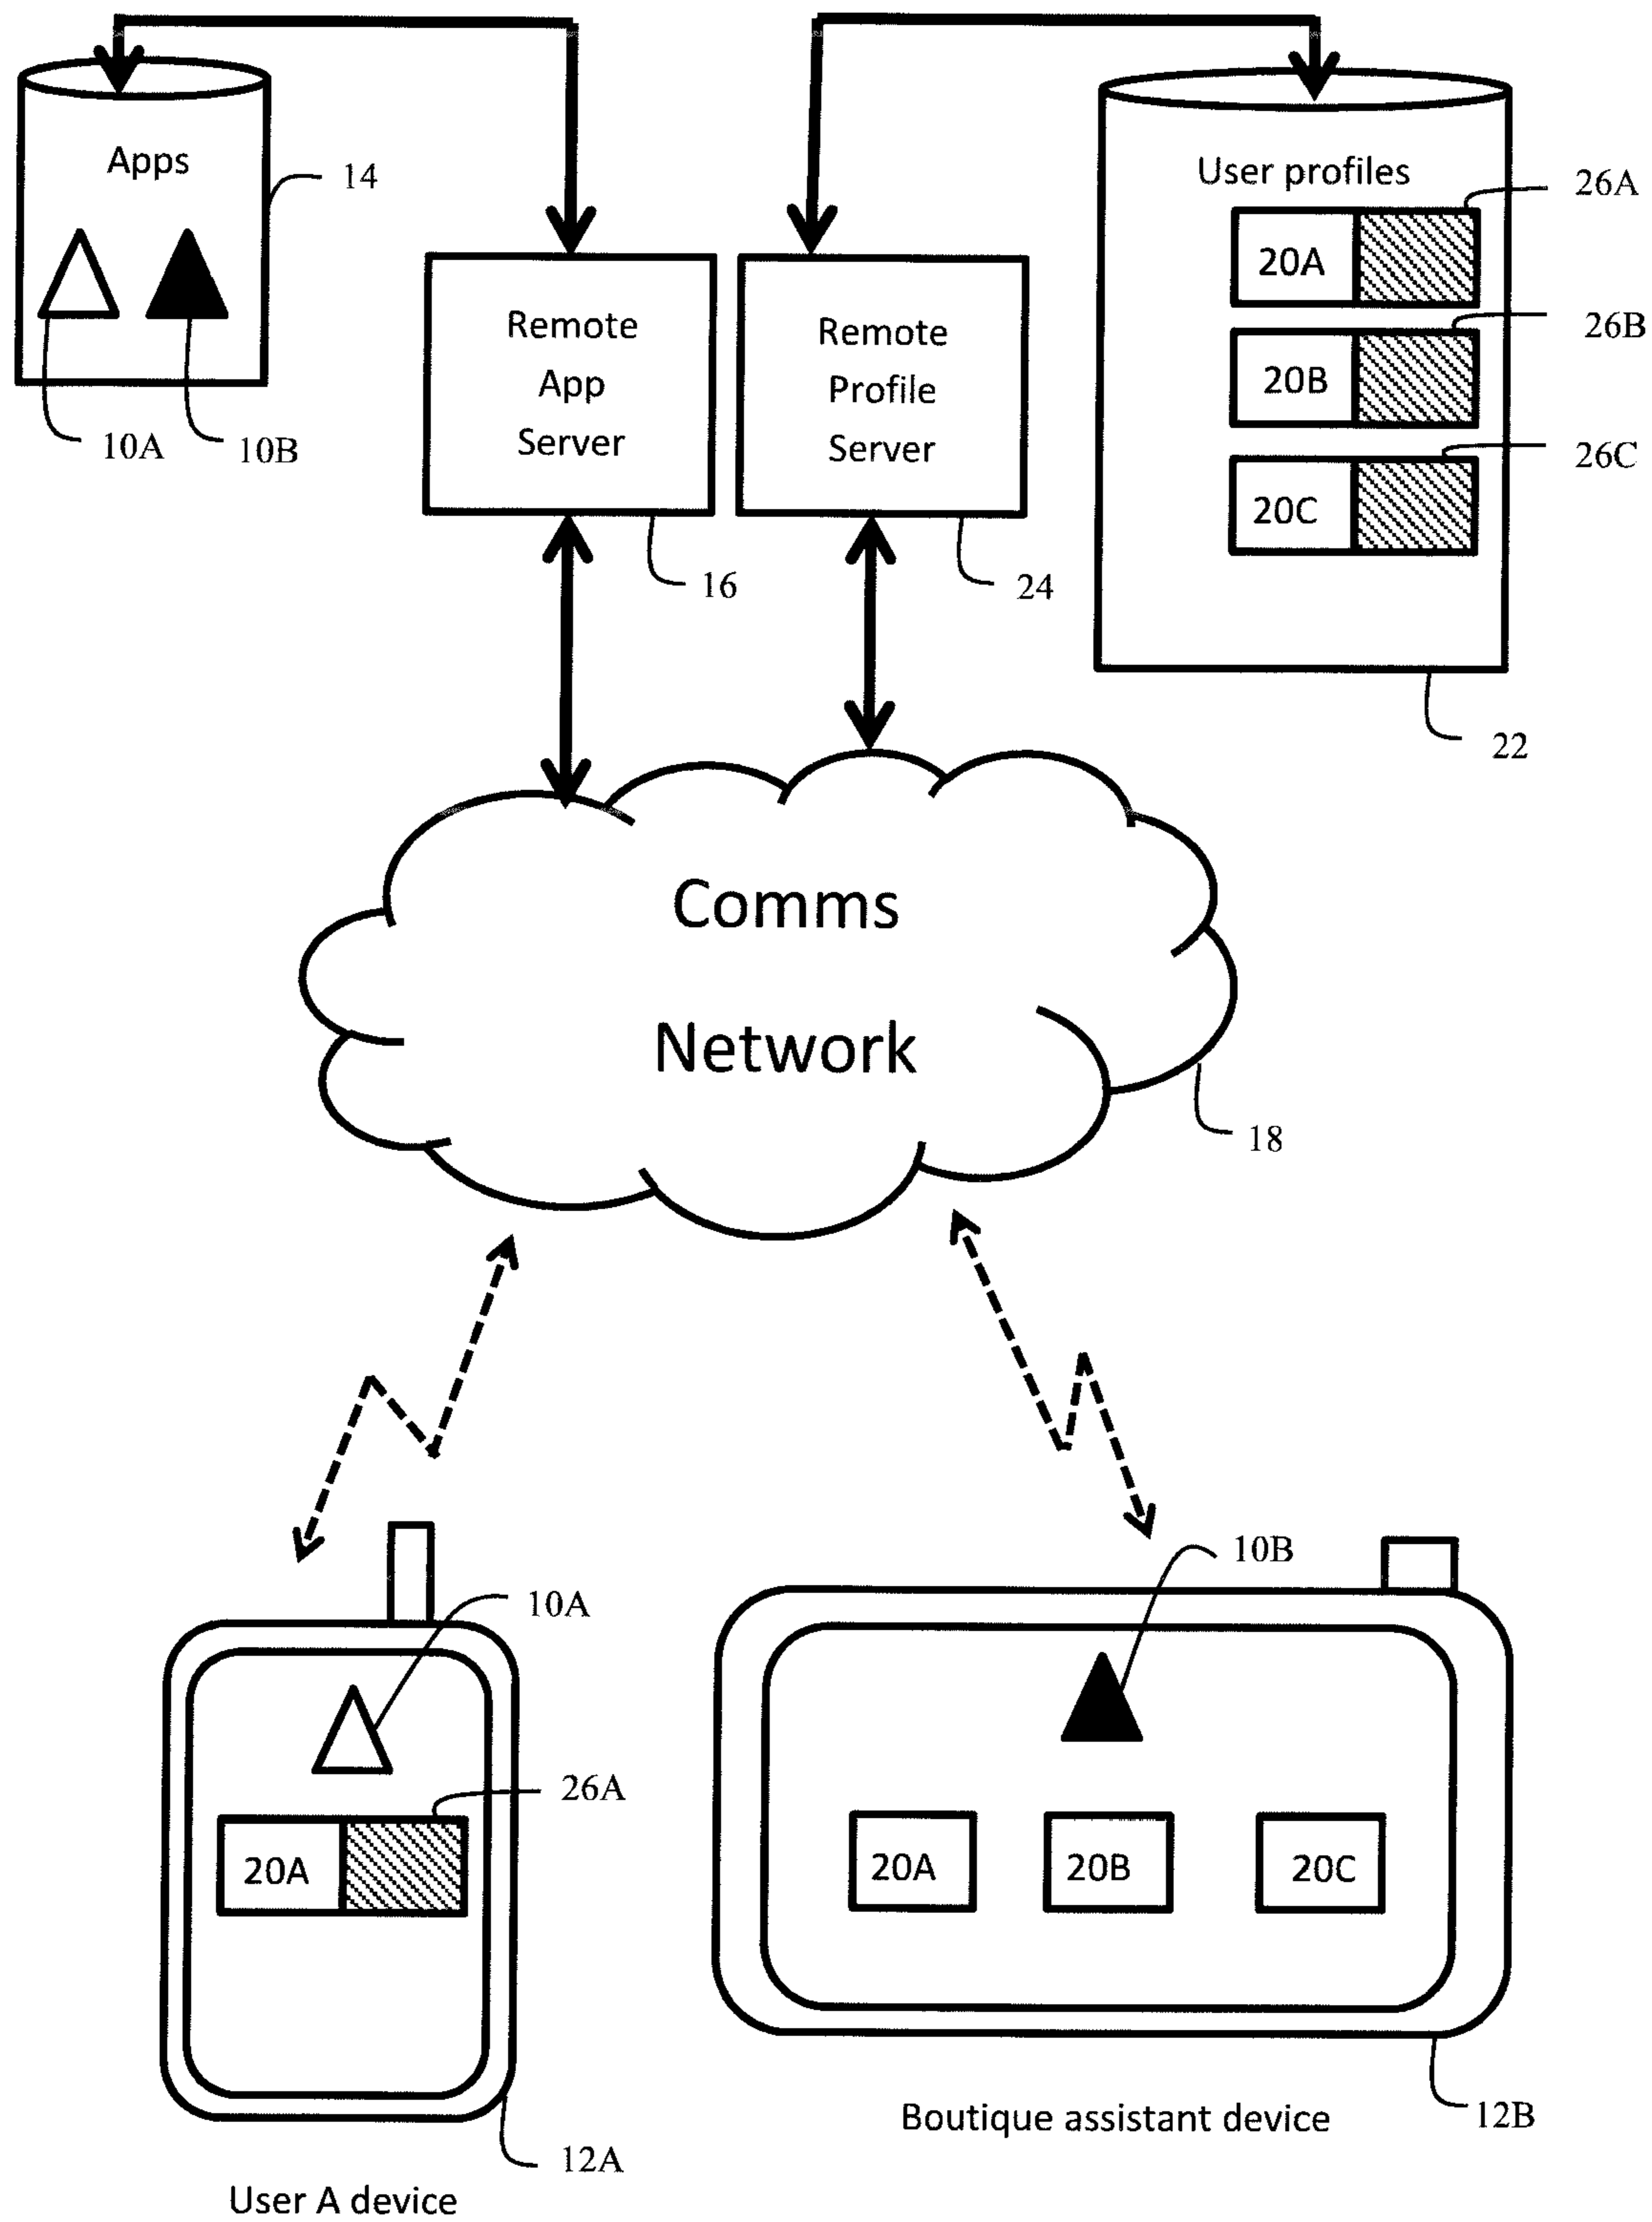 Apps
14
10A
10B
Remote
App
Server
16
Remote
Profile
Server
24
User profiles
26A
20A
26B
20B
26C
20C
22
Comms
Network
18
10A
26A
20A
12A
User A device
10B
20A
20B
20C
12B
Boutique assistant device